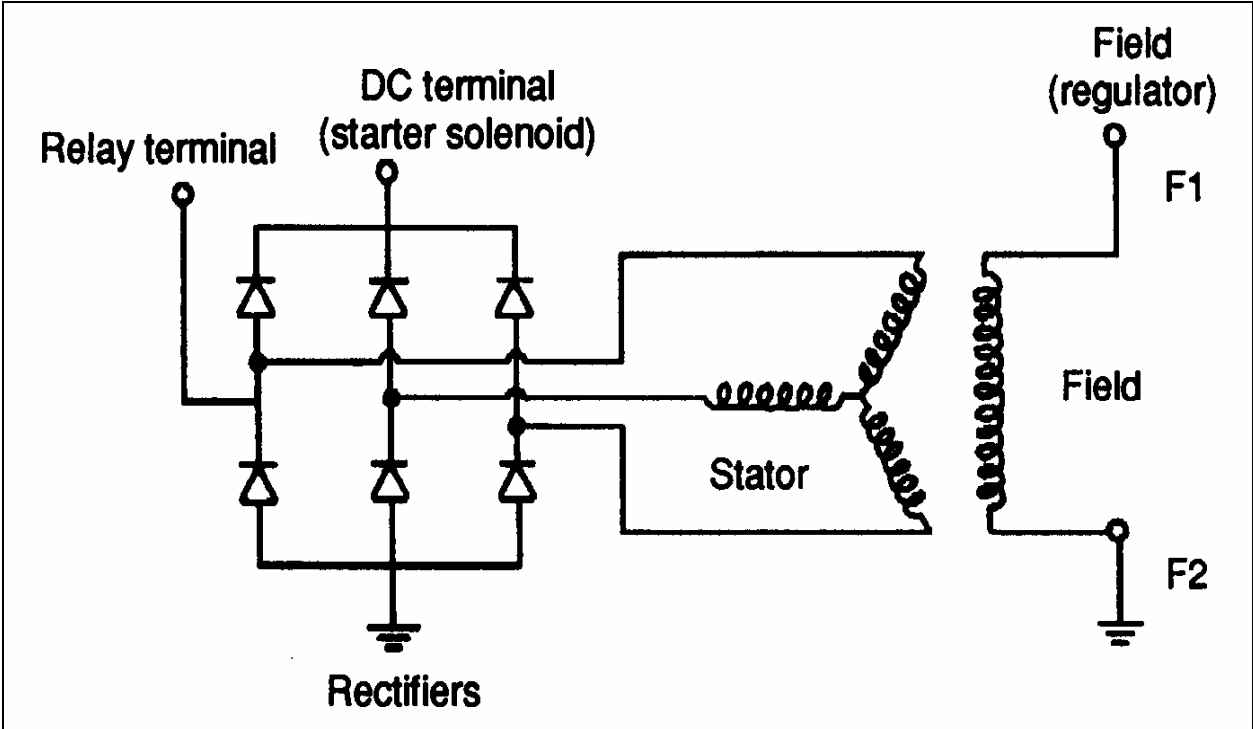 Field
(regulator)
DC terminal
(starter solenoid)
Relay terminal
F1
Field
Stator
F2
Rectifiers